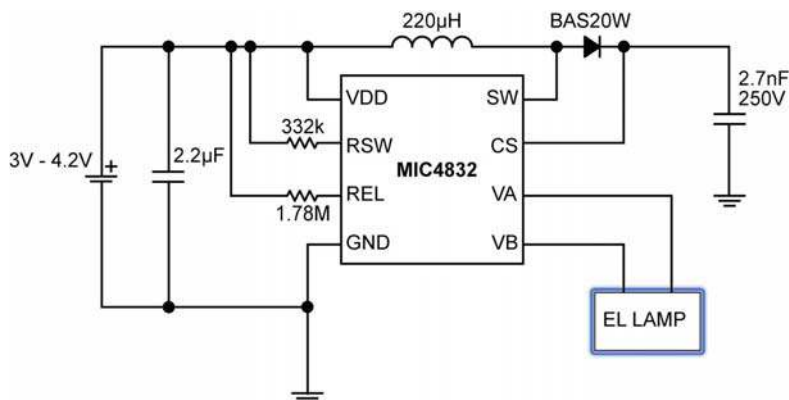 220µH
BAS20W
2.7nF
250V
VDD
SW
332k
RSW
CS
3V - 4.2V
+
2.2µF
MIC4832
REL
VA
1.78M
GND
VB
EL LAMP